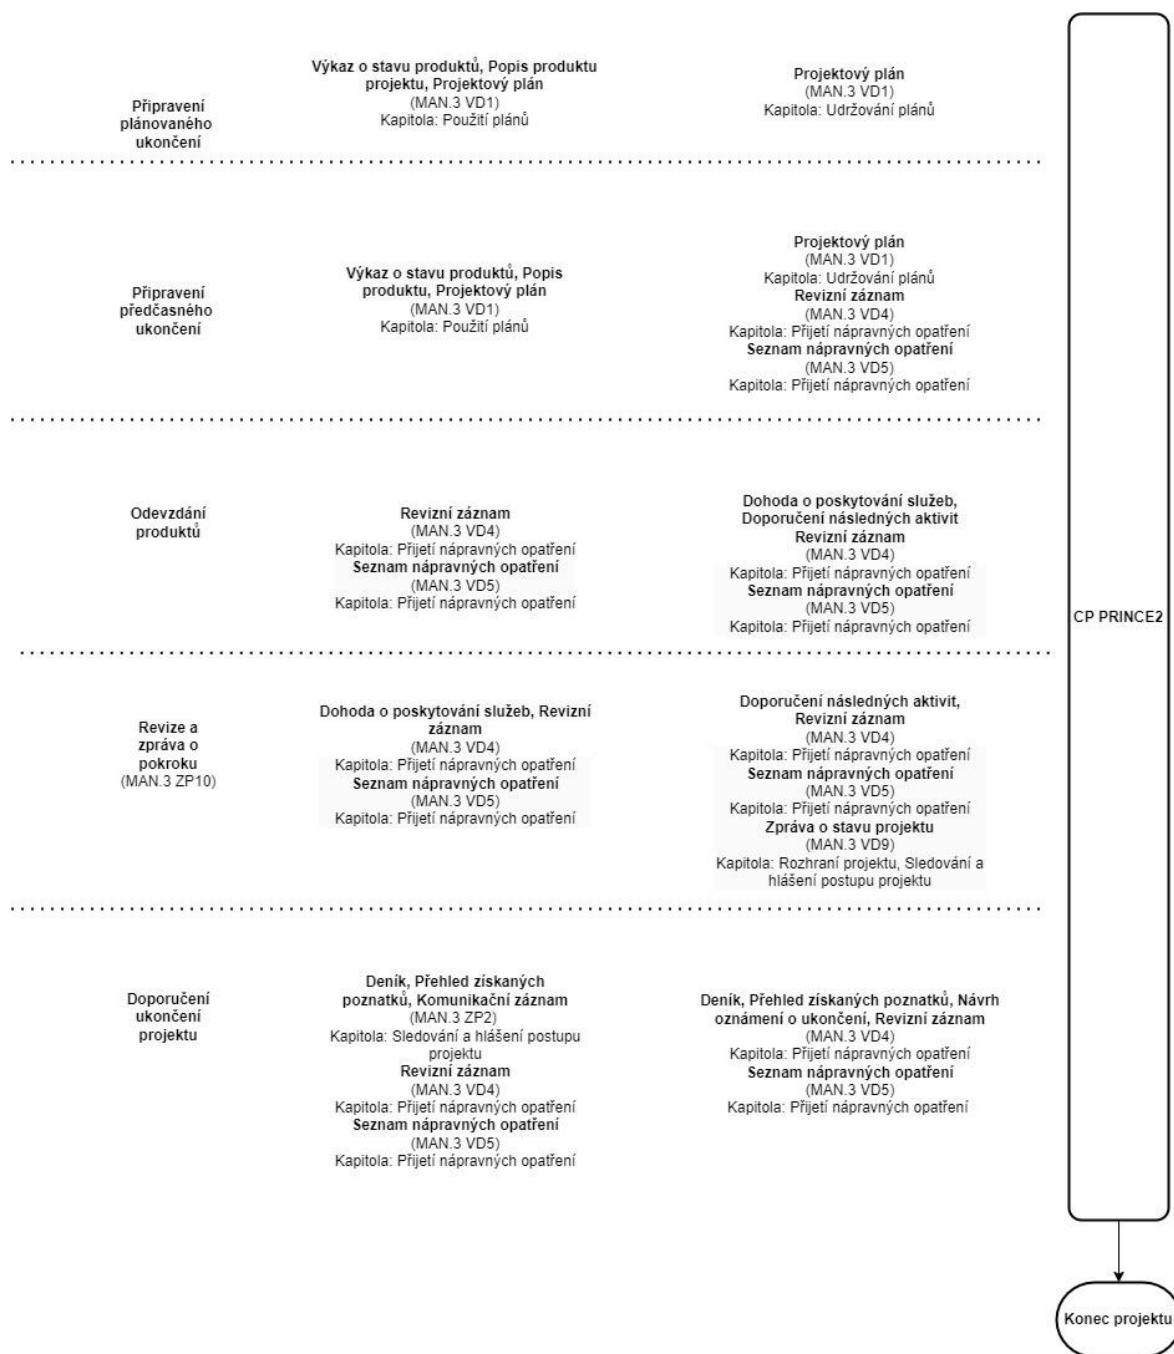 Připravení
plánovaného
ukončení
Výkaz o stavu produktů, Popis produktu
projektu, Projektový plán
(MAN.3 VD1)
Kapitola: Použití plánů
Projektový plán
(MAN.3 VD1)
Kapitola: Udržování plánů
Připravení
předčasného
ukončení
Výkaz o stavu produktů, Popis
produktu, Projektový plán
(MAN.3 VD1)
Kapitola: Použití plánů
Projektový plán
(MAN.3 VD1)
Kapitola: Udržování plánů
Revizní záznam
(MAN.3 VD4)
Kapitola: Přijetí nápravných opatření
Seznam nápravných opatření
(MAN.3 VD5)
Kapitola: Přijetí nápravných opatření
Odevzdání
produktů
Revizní záznam
(MAN.3 VD4)
Kapitola: Přijetí nápravných opatření
Seznam nápravných opatření
(MAN.3 VD5)
Kapitola: Přijetí nápravných opatření
Dohoda o poskytování služeb,
Doporučení následných aktivit
Revizní záznam
(MAN.3 VD4)
Kapitola: Přijetí nápravných opatření
Seznam nápravných opatření
(MAN.3 VD5)
Kapitola: Přijetí nápravných opatření
CP PRINCE2
Revize a
zpráva o
pokroku
(MAN.3 ZP10)
Dohoda o poskytování služeb, Revizní
záznam
(MAN.3 VD4)
Kapitola: Přijetí nápravných opatření
Seznam nápravných opatření
(MAN.3 VD5)
Kapitola: Přijetí nápravných opatření
Doporučení následných aktivit,
Revizní záznam
(MAN.3 VD4)
Kapitola: Přijetí nápravných opatření
Seznam nápravných opatření
(MAN.3 VD5)
Kapitola: Přijetí nápravných opatření
Zpráva o stavu projektu
(MAN.3 VD9)
Kapitola: Rozhraní projektu, Sledování a
hlášení postupu projektu
Doporučení
ukončení
projektu
Deník, Přehled získaných
poznatků, Komunikační záznam
(MAN.3 ZP2)
Kapitola: Sledování a hlášení postupu
projektu
Revizní záznam
(MAN.3 VD4)
Kapitola: Přijetí nápravných opatření
Seznam nápravných opatření
(MAN.3 VD5)
Kapitola: Přijetí nápravných opatření
Deník, Přehled získaných poznatků, Návrh
oznámení o ukončení, Revizní záznam
(MAN.3 VD4)
Kapitola: Přijetí nápravných opatření
Seznam nápravných opatření
(MAN.3 VD5)
Kapitola: Přijetí nápravných opatření
Konec projektu